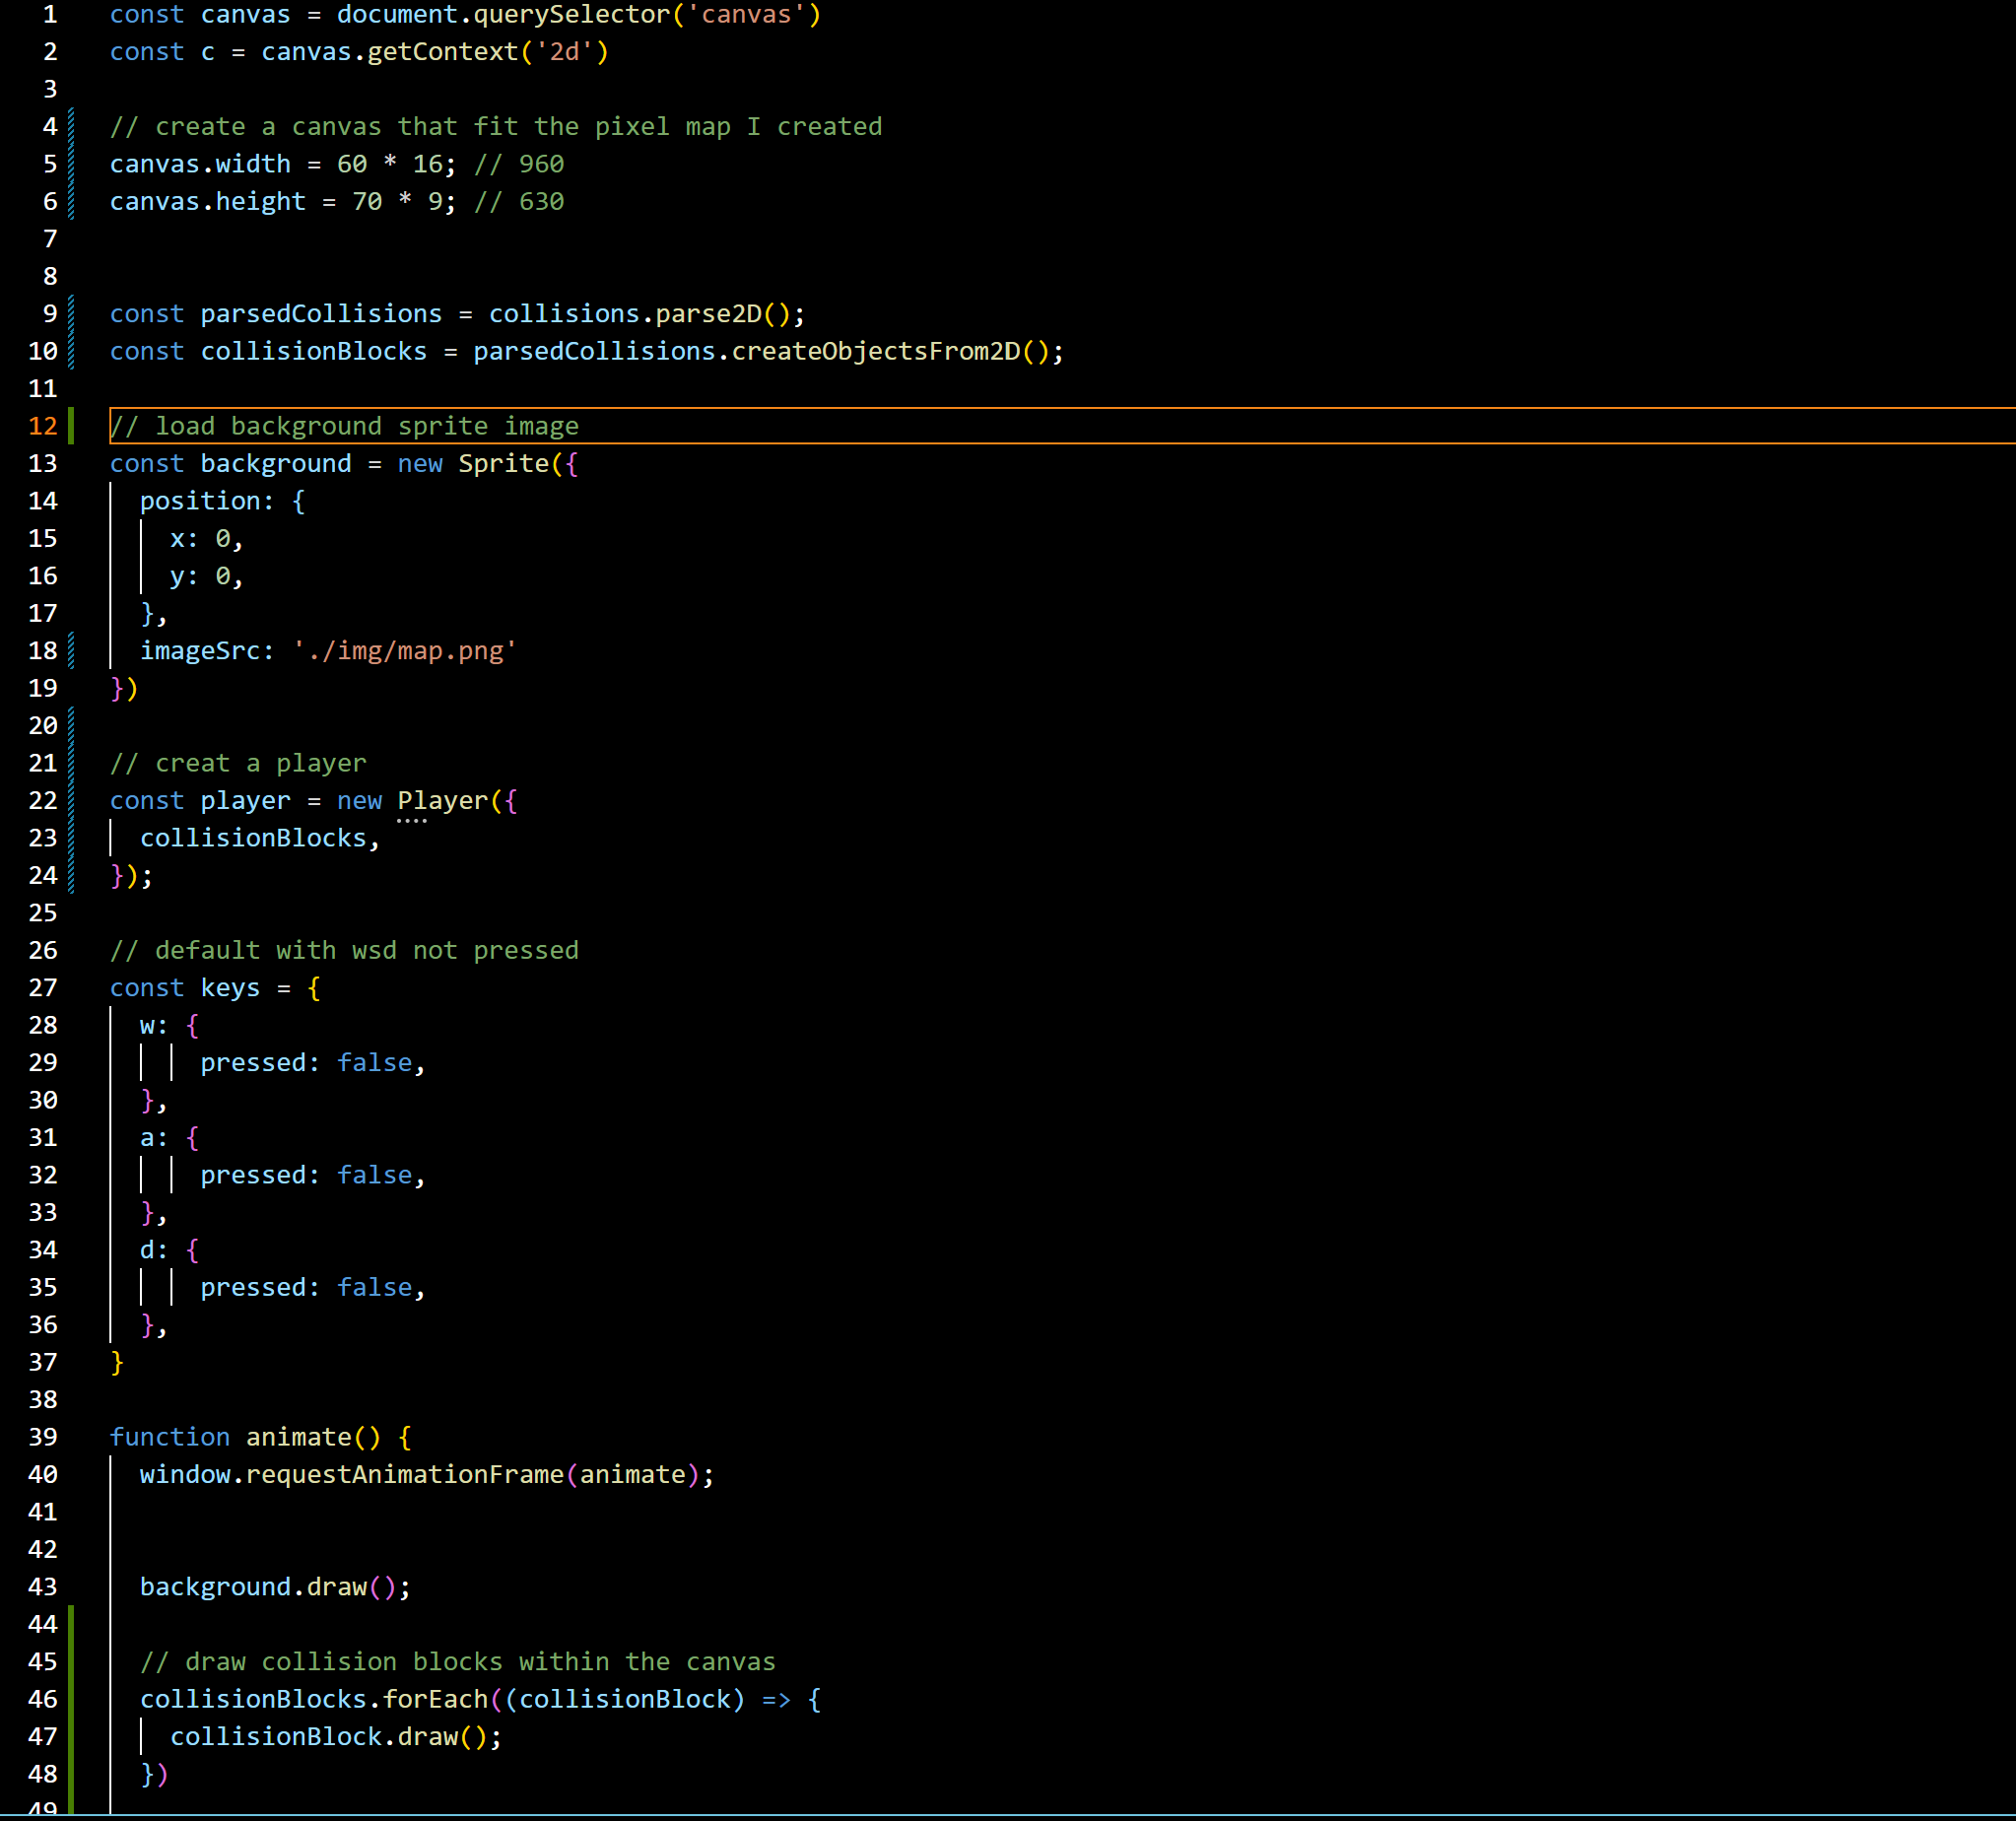 1 const canvas = document.querySelector('canvas')
2 const c = canvas.getContext('2d')
3
4 // create a canvas that fit the pixel map I created
5 canvas.width = 60 * 16; // 960
6 canvas.height = 70 * 9; // 630
7
8
9 const parsedCollisions = collisions.parse2D();
10 const collisionBlocks = parsedCollisions.createObjectsFrom2D();
11
12 // load background sprite image
13 const background = new Sprite({
14 position: {
15 x: 0,
16 y: 0,
17 },
18 imageSrc: './img/map.png'
19 })
20
21 // creat a player
22 const player = new Player({
23 collisionBlocks,
24 });
25
26 // default with wsd not pressed
27 const keys = {
28 w: {
29 pressed: false,
30 },
31 a: {
32 pressed: false,
33 },
34 d: {
35 pressed: false,
36 },
37 }
38
39 function animate() {
40 window.requestAnimationFrame(animate);
41
42
43 background.draw();
44
45 // draw collision blocks within the canvas
46 collisionBlocks.forEach((collisionBlock) => {
47 collisionBlock.draw();
48 })
49